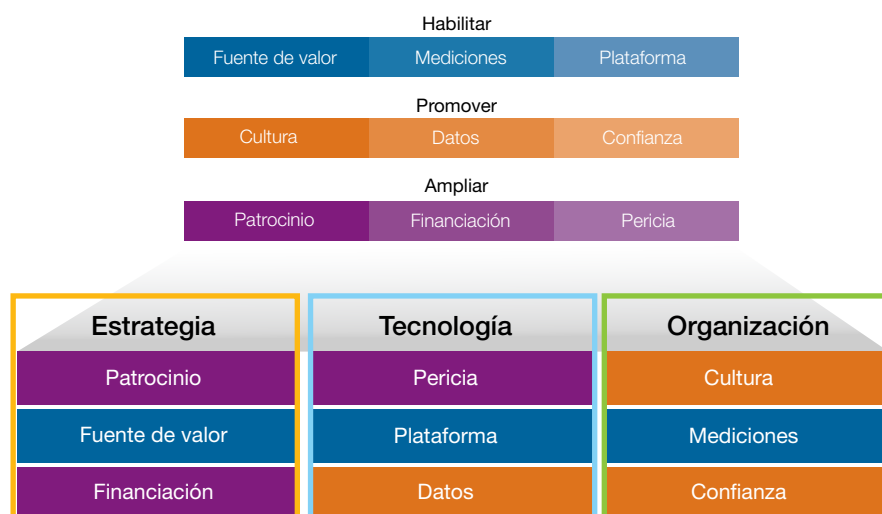 Habilitar
Fuente de valor Mediciones Plataforma
Promover
Cultura Datos Confianza
Ampliar
Patrocinio Financiación Pericia
Estrategia Tecnología Organización
Patrocinio Pericia Cultura
Fuente de valor Plataforma Mediciones
Financiación Datos Confianza